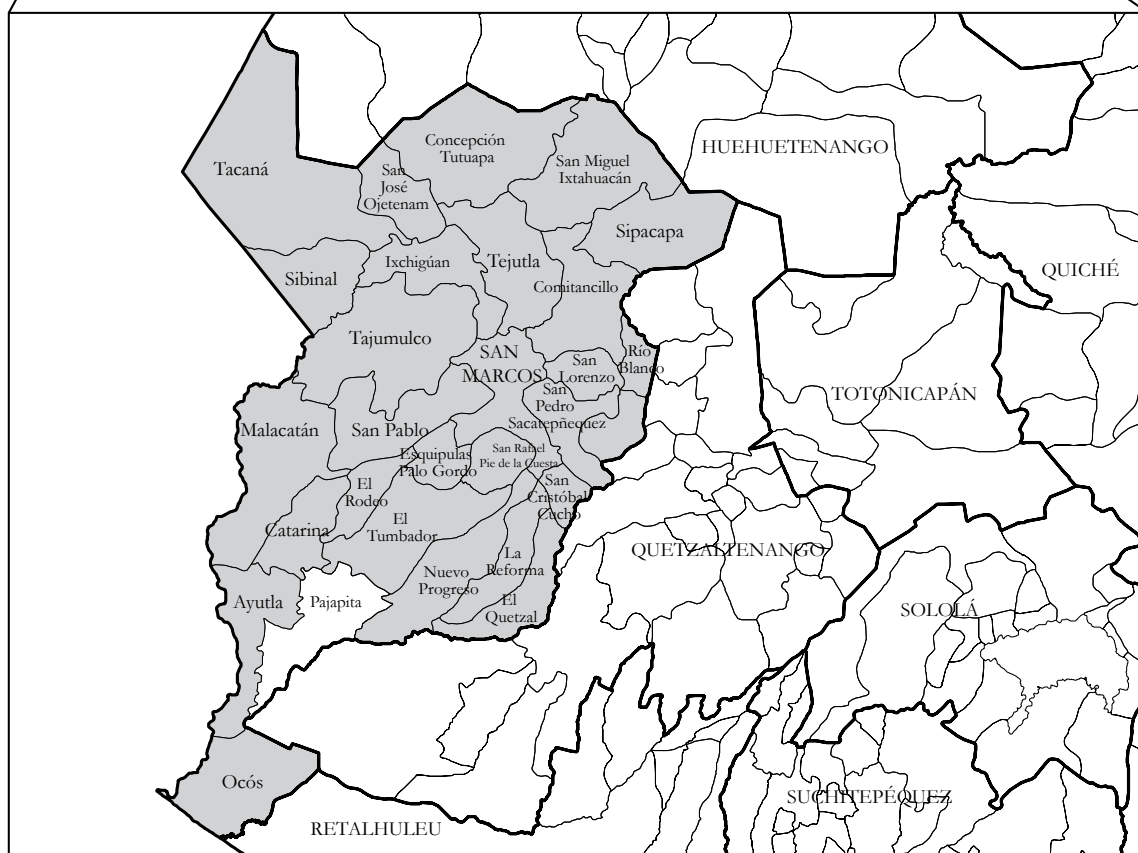 Concepción
Tutuapa
HUEHUETENANGO
San Miguel
Ixtahuacán
Tacaná
San
José
Ojetenam
Sipacapa
Ixchigúan
Tejutla
QUICHÉ
Sibinal
Comitancillo
Tajumulco
SAN
MARCOS
Río
Blanco
San
Lorenzo
TOTONICAPÁN
San
Pedro
Sacatepéñequez
Malacatán
San Pablo
San Rafael
Pie de la Cuesta
Esquipulas
Palo Gordo
El
Rodeo
San
Cristóbal
Cucho
Catarina
El
Tumbador
QUETZALTENANGO
La
Reforma
Nuevo
Progreso
Ayutla
Pajapita
El
Quetzal
SOLOLÁ
Ocós
SUCHITEPÉQUEZ
RETALHULEU